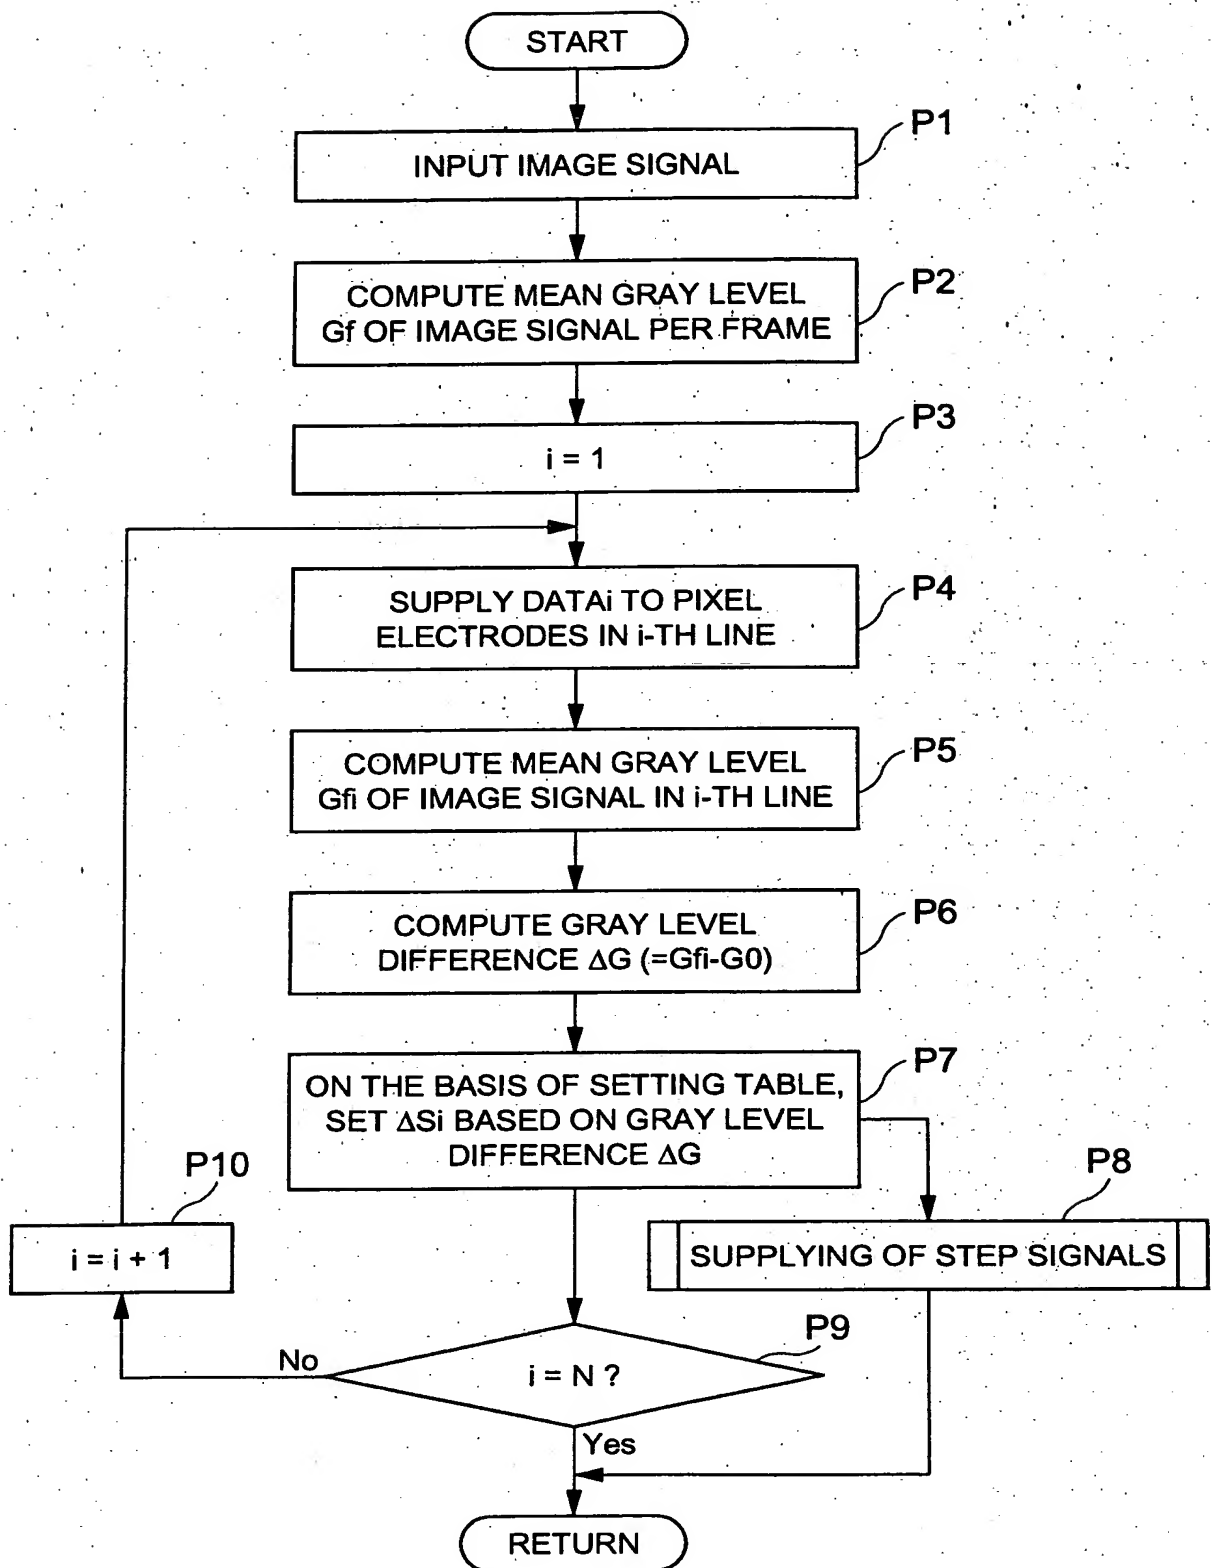 START
P1
INPUT IMAGE SIGNAL
P2
COMPUTE MEAN GRAY LEVEL
Gf OF IMAGE SIGNAL PER FRAME
P3
i = 1
P4
SUPPLY DATAi TO PIXEL
ELECTRODES IN i-TH LINE
P5
COMPUTE MEAN GRAY LEVEL
Gfi OF IMAGE SIGNAL IN i-TH LINE
P6
COMPUTE GRAY LEVEL
DIFFERENCE ΔG (=Gfi-G0)
P7
ON THE BASIS OF SETTING TABLE,
SET ΔSi BASED ON GRAY LEVEL
DIFFERENCE ΔG
P10
i = i + 1
P8
SUPPLYING OF STEP SIGNALS
P9
i = N ?
No
Yes
RETURN